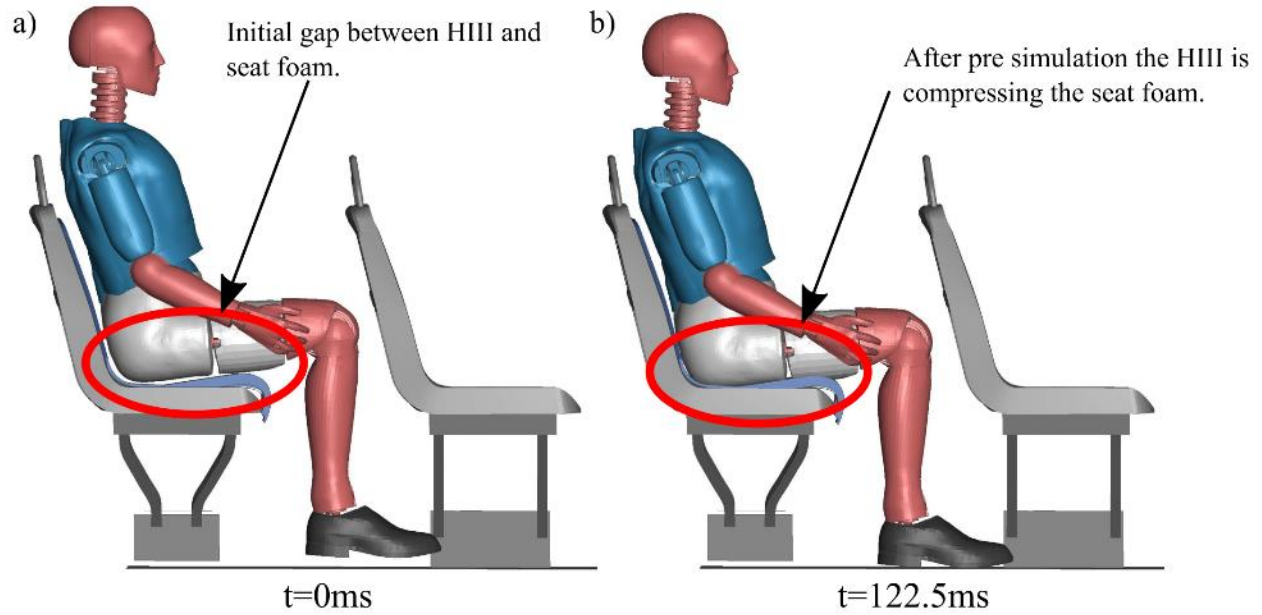 a)
Initial gap between HIII and
seat foam.
b)
After pre simulation the HIII is
compressing the seat foam.
t=0ms
t=122.5ms